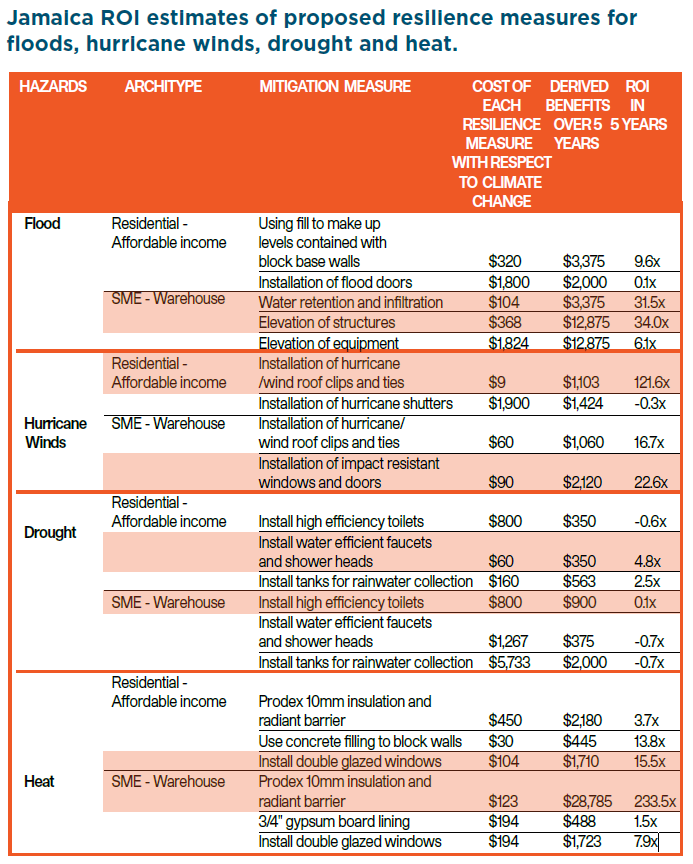 Jamaica ROI estimates of proposed resilience measures for
floods, hurricane winds, drought and heat.
HAZARDS ARCHITYPE MITIGATION MEASURE COST OF DERIVED ROI
EACH BENEFITS IN
RESILIENCE OVER 5 5 YEARS
MEASURE YEARS
WITH RESPECT
TO CLIMATE
CHANGE
Flood Residential - Using fill to make up
Affordable income levels contained with
block base walls $320 $3,375 9.6x
Installation of flood doors $1,800 $2,000 0.1x
SME - Warehouse Water retention and infiltration $104 $3,375 31.5x
Elevation of structures $368 $12,875 34.0x
Elevation of equipment $1,824 $12,875 6.1x
Residential - Installation of hurricane
Affordable income /wind roof clips and ties $9 $1,103 121.6x
Installation of hurricane shutters $1,900 $1,424 -0.3x
Hurricane SME - Warehouse Installation of hurricane/
Winds wind roof clips and ties $60 $1,060 16.7x
Installation of impact resistant
windows and doors $90 $2,120 22.6x
Residential -
Affordable income Install high efficiency toilets $800 $350 -0.6x
Drought
Install water efficient faucets
and shower heads $60 $350 4.8x
Install tanks for rainwater collection $160 $563 2.5x
SME - Warehouse Install high efficiency toilets $800 $900 0.1x
Install water efficient faucets
and shower heads $1,267 $375 -0.7x
Install tanks for rainwater collection $5,733 $2,000 -0.7x
Residential -
Affordable income Prodex 10mm insulation and
radiant barrier $450 $2,180 3.7x
Use concrete filling to block walls $30 $445 13.8x
Install double glazed windows $104 $1,710 15.5x
Heat SME - Warehouse Prodex 10mm insulation and
radiant barrier $123 $28,785 233.5x
3/4" gypsum board lining $194 $488 1.5x
Install double glazed windows $194 $1,723 7.9x